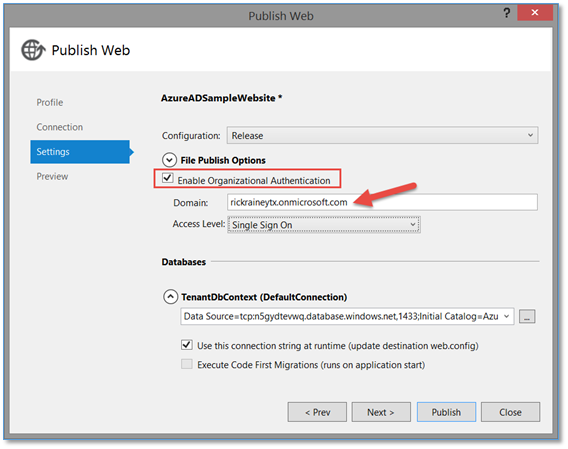 Publish Web
?
Publish Web
Profile
Connection
Settings
Preview
AzureADSampleWebsite *
Configuration: Release
File Publish Options
Enable Organizational Authentication
Domain: rickraineytx.onmicrosoft.com
Access Level: Single Sign On
Databases
TenantDbContext (DefaultConnection)
Data Source=tcp:n5gydtevwq.database.windows.net,1433;Initial Catalog=Azu
...
Use this connection string at runtime (update destination web.config)
Execute Code First Migrations (runs on application start)
< Prev Next > Publish Close